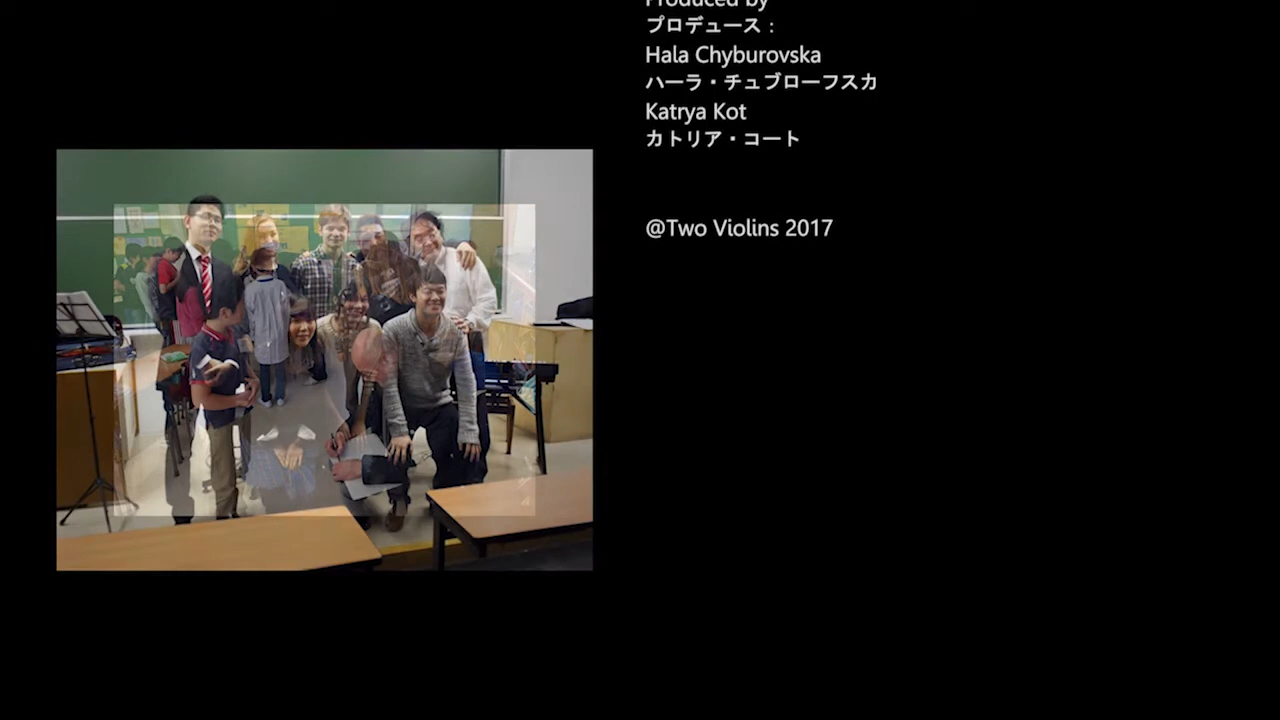 Produced by
プロデュース：
Hala Chyburovska
ハーラ・チュブローフスカ
Katrya Kot
カトリア・コート
@Two Violins 2017